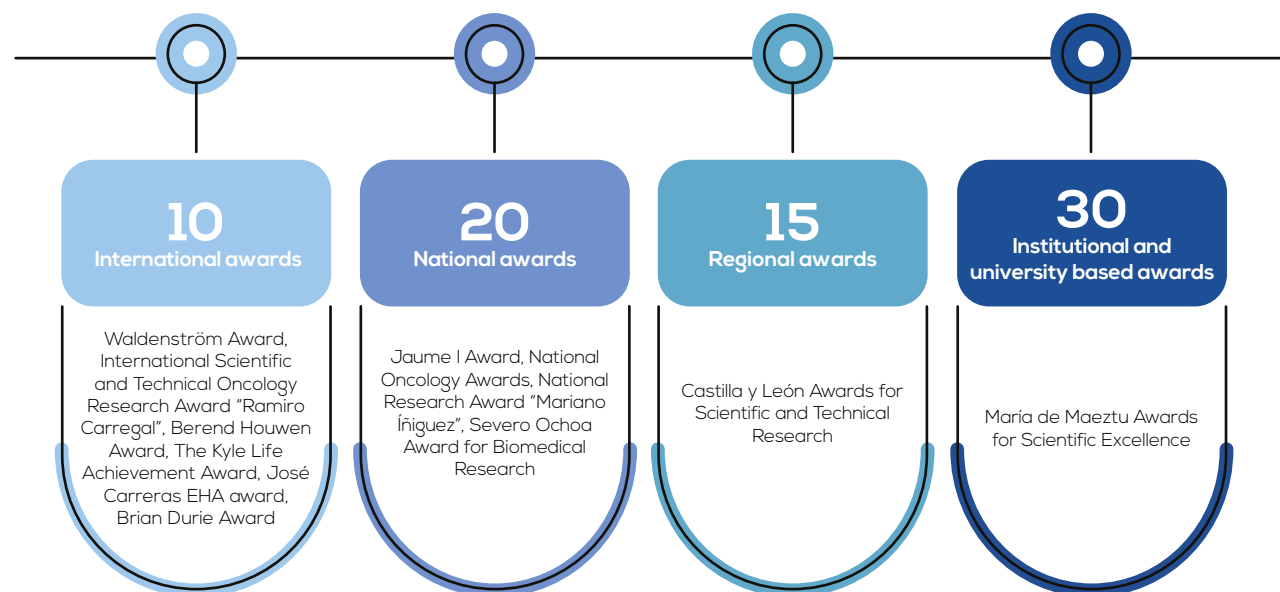 10
International awards
Waldenström Award,
International Scientific
and Technical Oncology
Research Award “Ramiro
Carregal”, Berend Houwen
Award, The Kyle Life
Achievement Award, José
Carreras EHA award,
Brian Durie Award
20
National awards
Jaume I Award, National
Oncology Awards, National
Research Award “Mariano
Íñiguez”, Severo Ochoa
Award for Biomedical
Research
15
Regional awards
Castilla y León Awards for
Scientific and Technical
Research
30
Institutional and
university based awards
María de Maeztu Awards
for Scientific Excellence